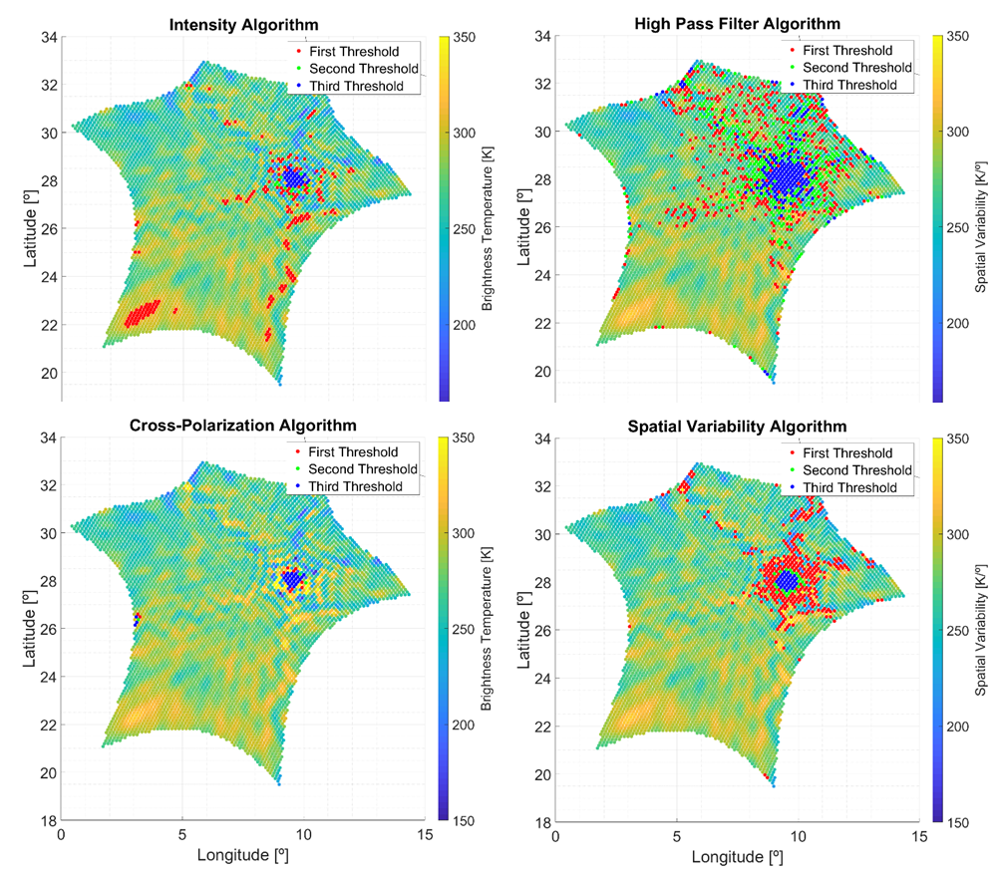 Intensity Algorithm
First Threshold
Second Threshold
Third Threshold
34
32
30
28
26
24
22
20
Latitude [º]
350
300
250
200
Brightness Temperature [K]
High Pass Filter Algorithm
First Threshold
Second Threshold
Third Threshold
34
32
30
28
26
24
22
20
Latitude [º]
350
300
250
200
Spatial Variability [K/º]
Cross-Polarization Algorithm
First Threshold
Second Threshold
Third Threshold
34
32
30
28
26
24
22
20
18
Latitude [º]
0
5
10
15
Longitude [º]
350
300
250
200
150
Brightness Temperature [K]
Spatial Variability Algorithm
First Threshold
Second Threshold
Third Threshold
34
32
30
28
26
24
22
20
18
Latitude [º]
0
5
10
15
Longitude [º]
350
300
250
200
150
Spatial Variability [K/º]